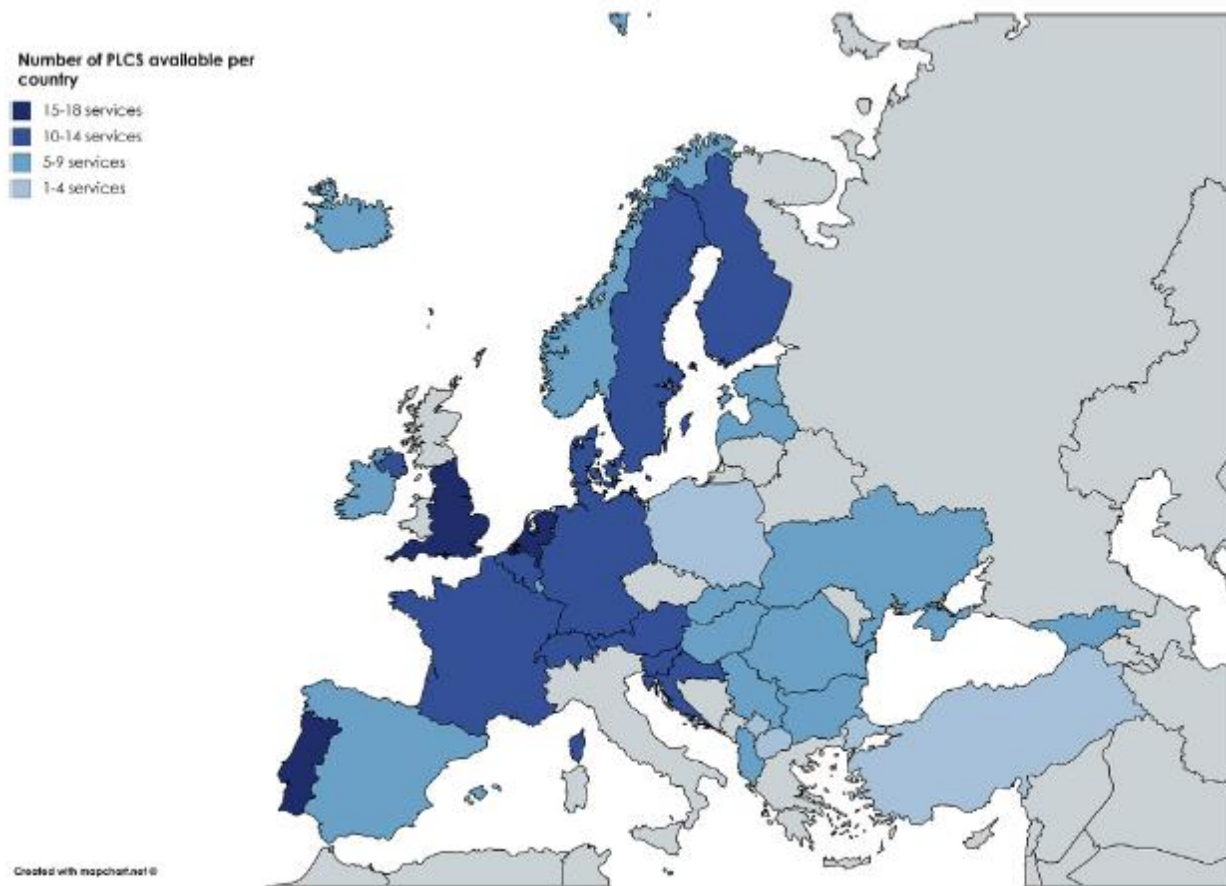 Number of PLCS available per
country
15-18 services
10-14 services
5-9 services
1-4 services
Created with mapchart.net ©